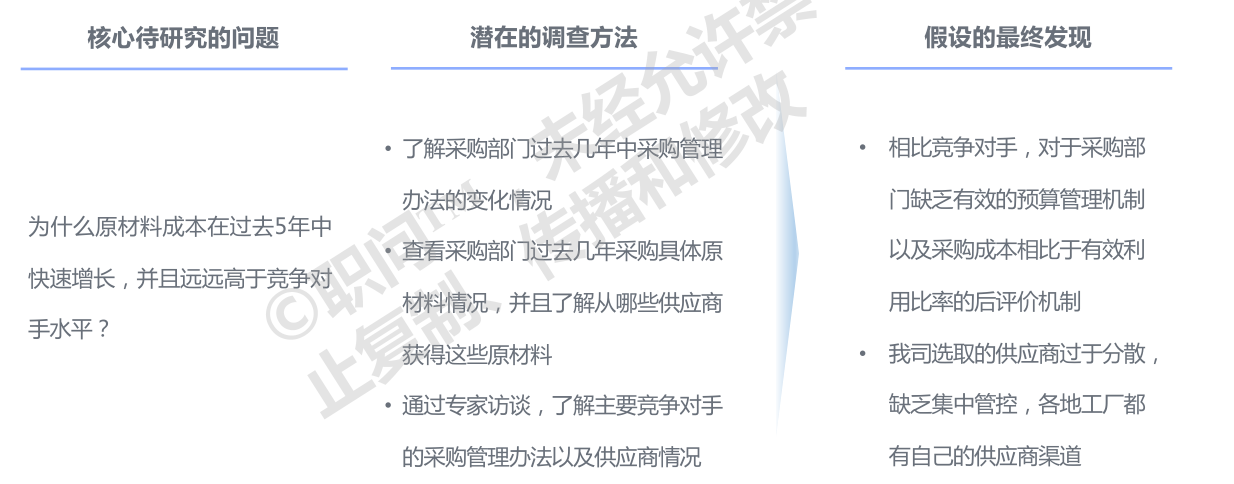 核心待研究的问题
潜在的调查方法
假设的最终发现
为什么原材料成本在过去5年中
快速增长，并且远远高于竞争对
手水平？
• 了解采购部门过去几年中采购管理
办法的变化情况
• 查看采购部门过去几年采购具体原
材料情况，并且了解从哪些供应商
获得这些原材料
• 通过专家访谈，了解主要竞争对手
的采购管理办法以及供应商情况
• 相比竞争对手，对于采购部
门缺乏有效的预算管理机制
以及采购成本相比于有效利
用比率的后评价机制
• 我司选取的供应商过于分散，
缺乏集中管控，各地工厂都
有自己的供应商渠道
©职问TM 未经允许禁
止复制、传播和修改